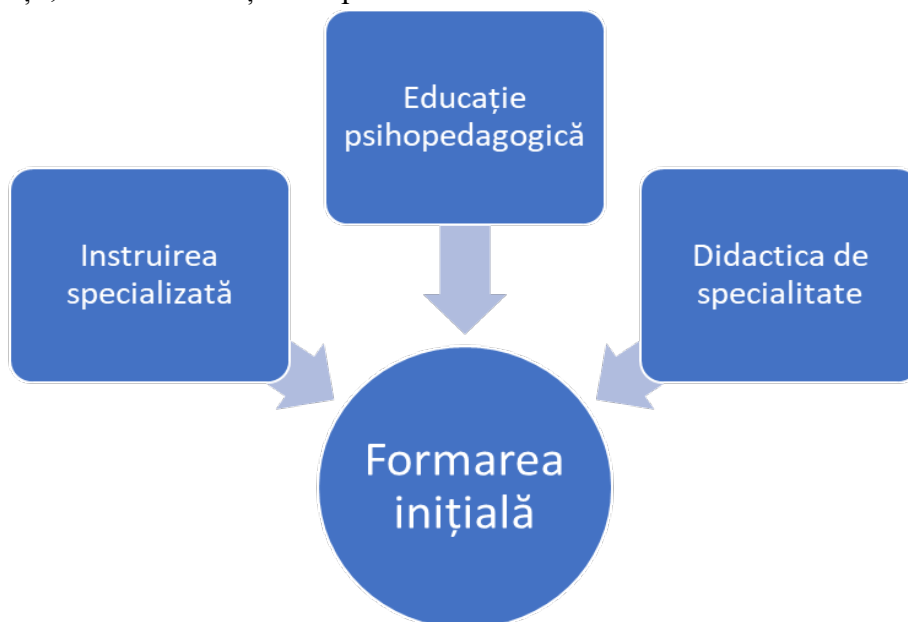 Educație
psihopedagogică
Instruirea
specializată
Didactica de
specialitate
Formarea
inițială